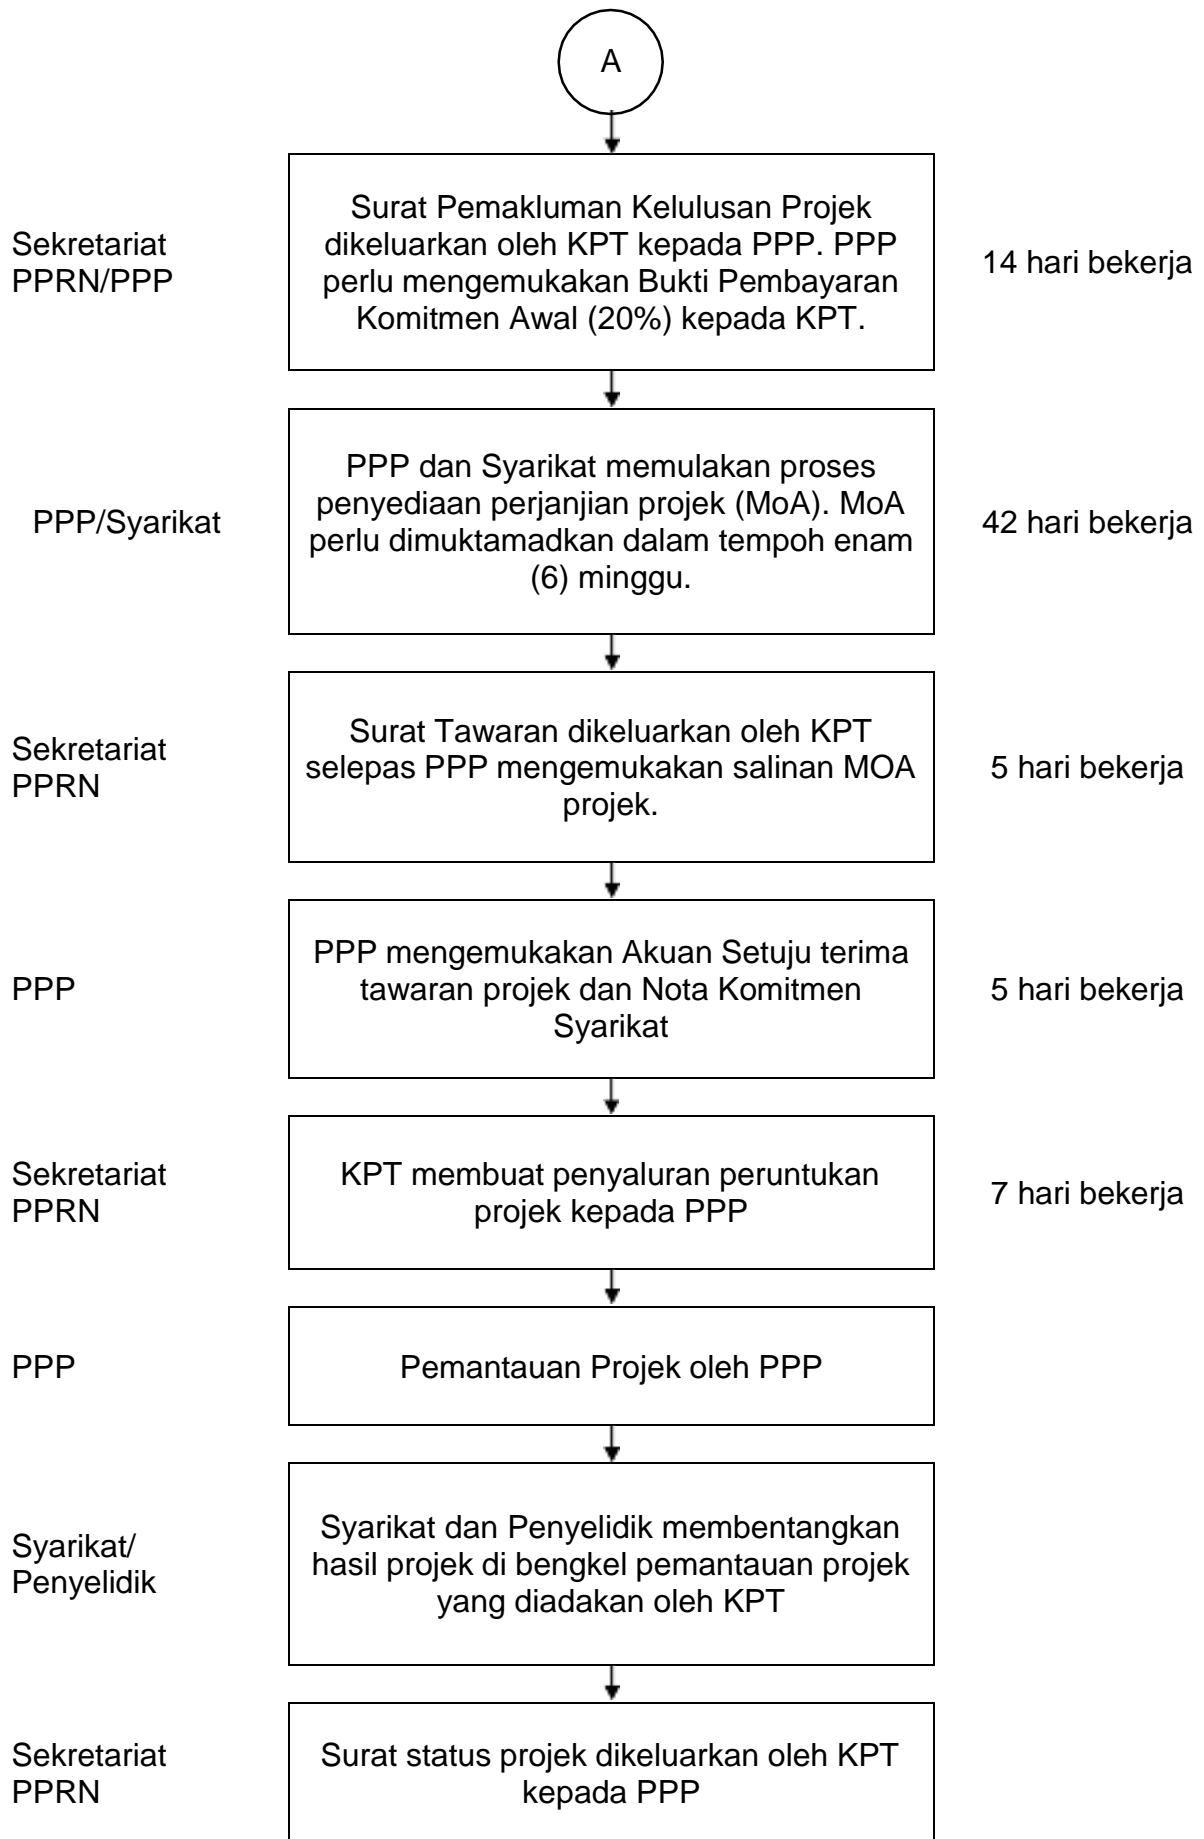 A
Sekretariat
PPRN/PPP
Surat Pemakluman Kelulusan Projek
dikeluarkan oleh KPT kepada PPP. PPP
perlu mengemukakan Bukti Pembayaran
Komitmen Awal (20%) kepada KPT.
14 hari bekerja
PPP/Syarikat
PPP dan Syarikat memulakan proses
penyediaan perjanjian projek (MoA). MoA
perlu dimuktamadkan dalam tempoh enam
(6) minggu.
42 hari bekerja
Sekretariat
PPRN
Surat Tawaran dikeluarkan oleh KPT
selepas PPP mengemukakan salinan MOA
projek.
5 hari bekerja
PPP
PPP mengemukakan Akuan Setuju terima
tawaran projek dan Nota Komitmen
Syarikat
5 hari bekerja
Sekretariat
PPRN
KPT membuat penyaluran peruntukan
projek kepada PPP
7 hari bekerja
PPP
Pemantauan Projek oleh PPP
Syarikat/
Penyelidik
Syarikat dan Penyelidik membentangkan
hasil projek di bengkel pemantauan projek
yang diadakan oleh KPT
Sekretariat
PPRN
Surat status projek dikeluarkan oleh KPT
kepada PPP